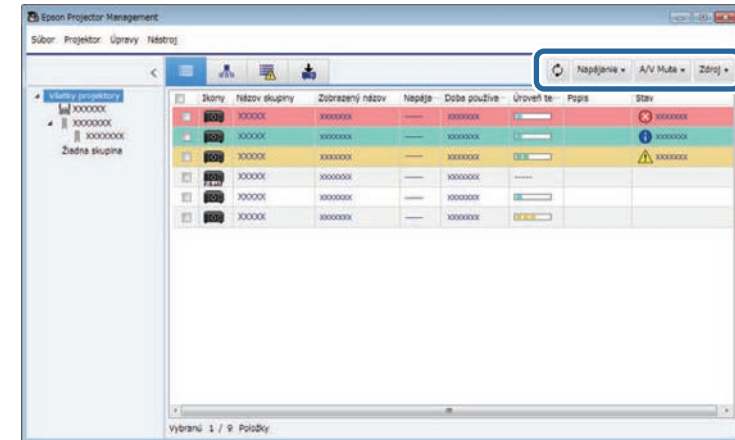 Epson Projector Management
Súbor Projektor Úpravy Nástroj
Napájanie A/V Mute Zdroj
Všetky projektory
XXXXXX
XXXXXXX
XXXXXXX
Žiadna skupina
Ikony Názov skupiny Zobrazený názov Napája··· Doba používe··· Úroveň te··· Popis Stav
XXXXX XXXXXXX ---- XXXXXXX XXXXXXX
XXXXX XXXXXXX ---- XXXXXXX XXXXXXX
XXXXX XXXXXXX ---- XXXXXXX XXXXXXX
XXXXX XXXXXXX ---- XXXXXXX -----
XXXXX XXXXXXX ---- XXXXXXX
XXXXX XXXXXXX ---- XXXXXXX
Vybranú 1 / 9 Položky